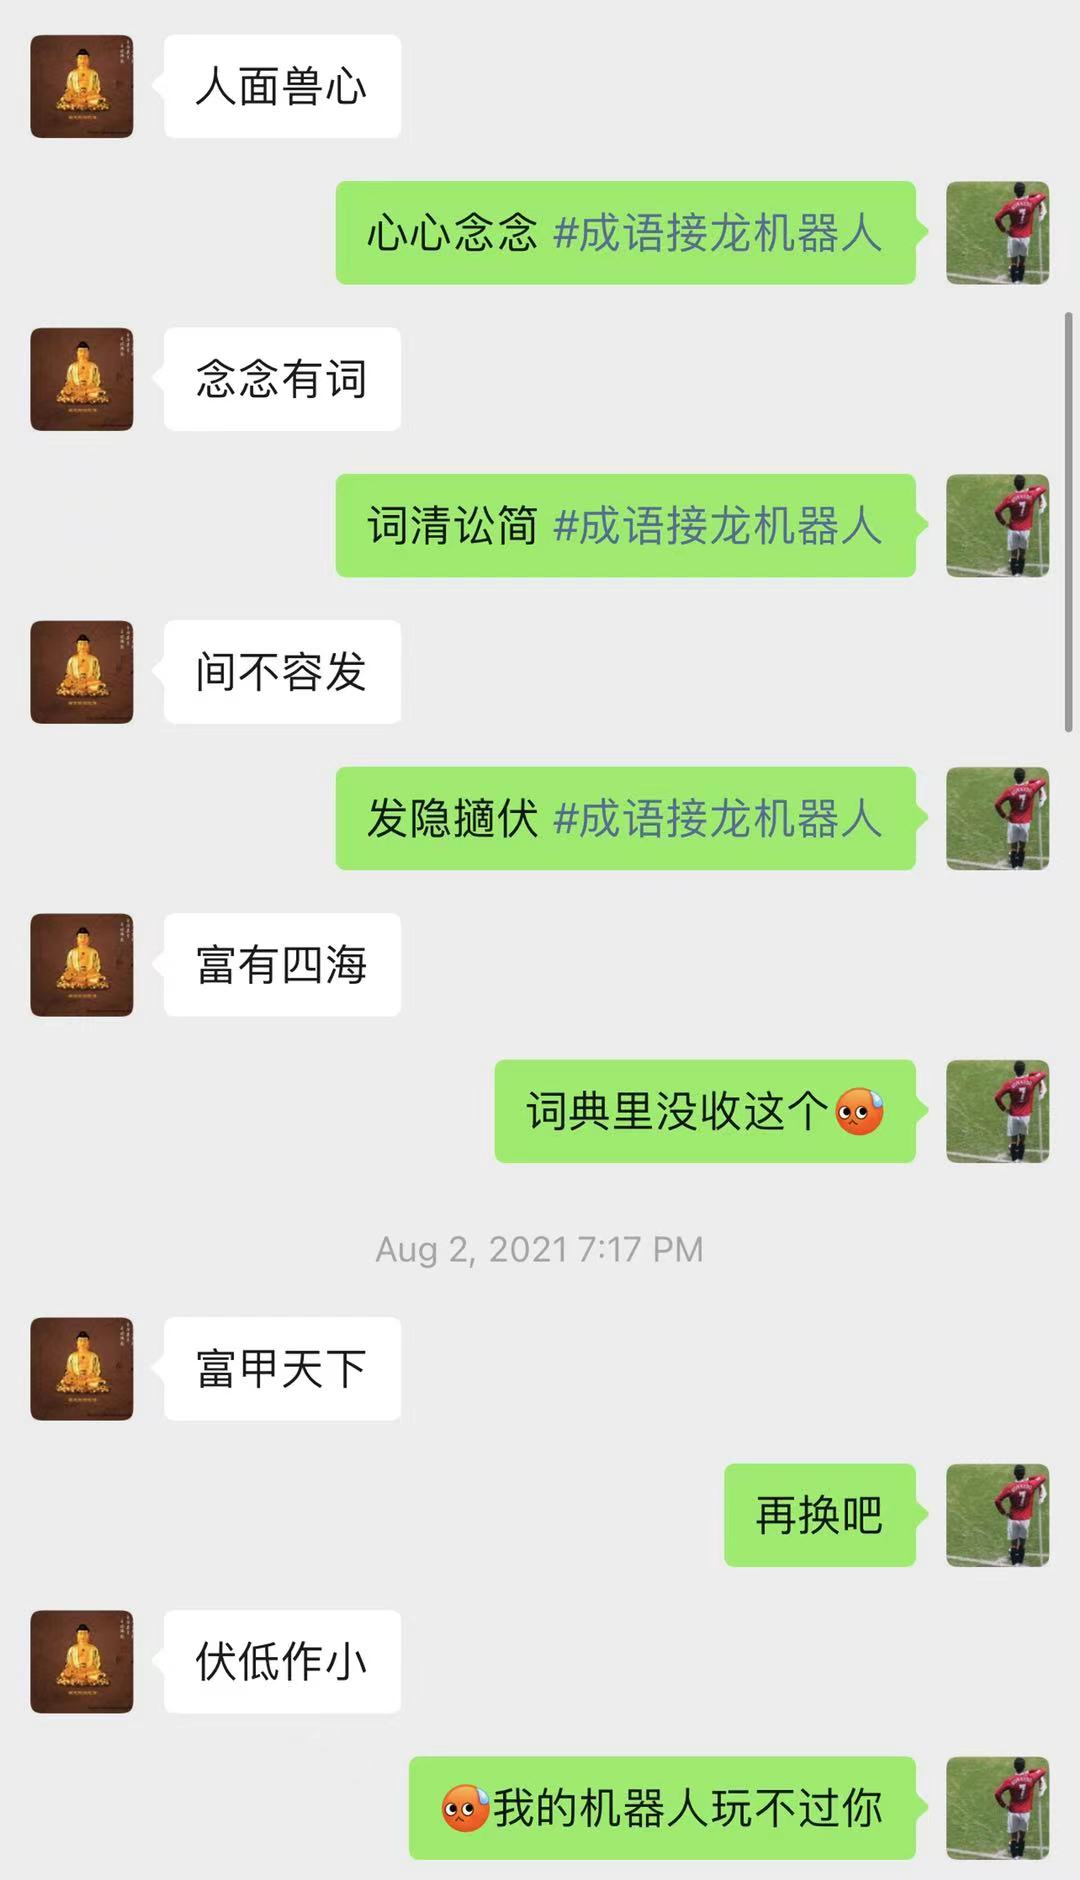 人面兽心
心心念念 #成语接龙机器人
念念有词
词清讼简 #成语接龙机器人
间不容发
发隐擿伏 #成语接龙机器人
富有四海
词典里没收这个🥵
Aug 2, 2021 7:17 PM
富甲天下
再换吧
伏低作小
🥵我的机器人玩不过你